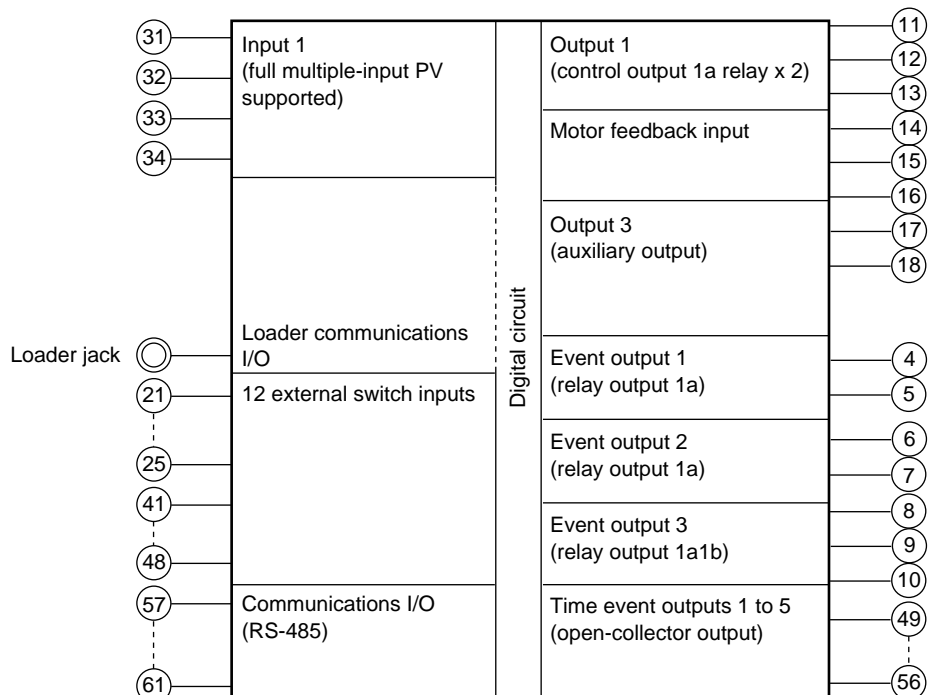 31
32
33
34
Input 1
(full multiple-input PV
supported)
Loader jack
Loader communications
I/O
21
25
41
48
12 external switch inputs
57
61
Communications I/O
(RS-485)
Digital circuit
Output 1
(control output 1a relay x 2)
11
12
13
Motor feedback input
14
15
16
Output 3
(auxiliary output)
17
18
Event output 1
(relay output 1a)
4
5
Event output 2
(relay output 1a)
6
7
Event output 3
(relay output 1a1b)
8
9
10
Time event outputs 1 to 5
(open-collector output)
49
56